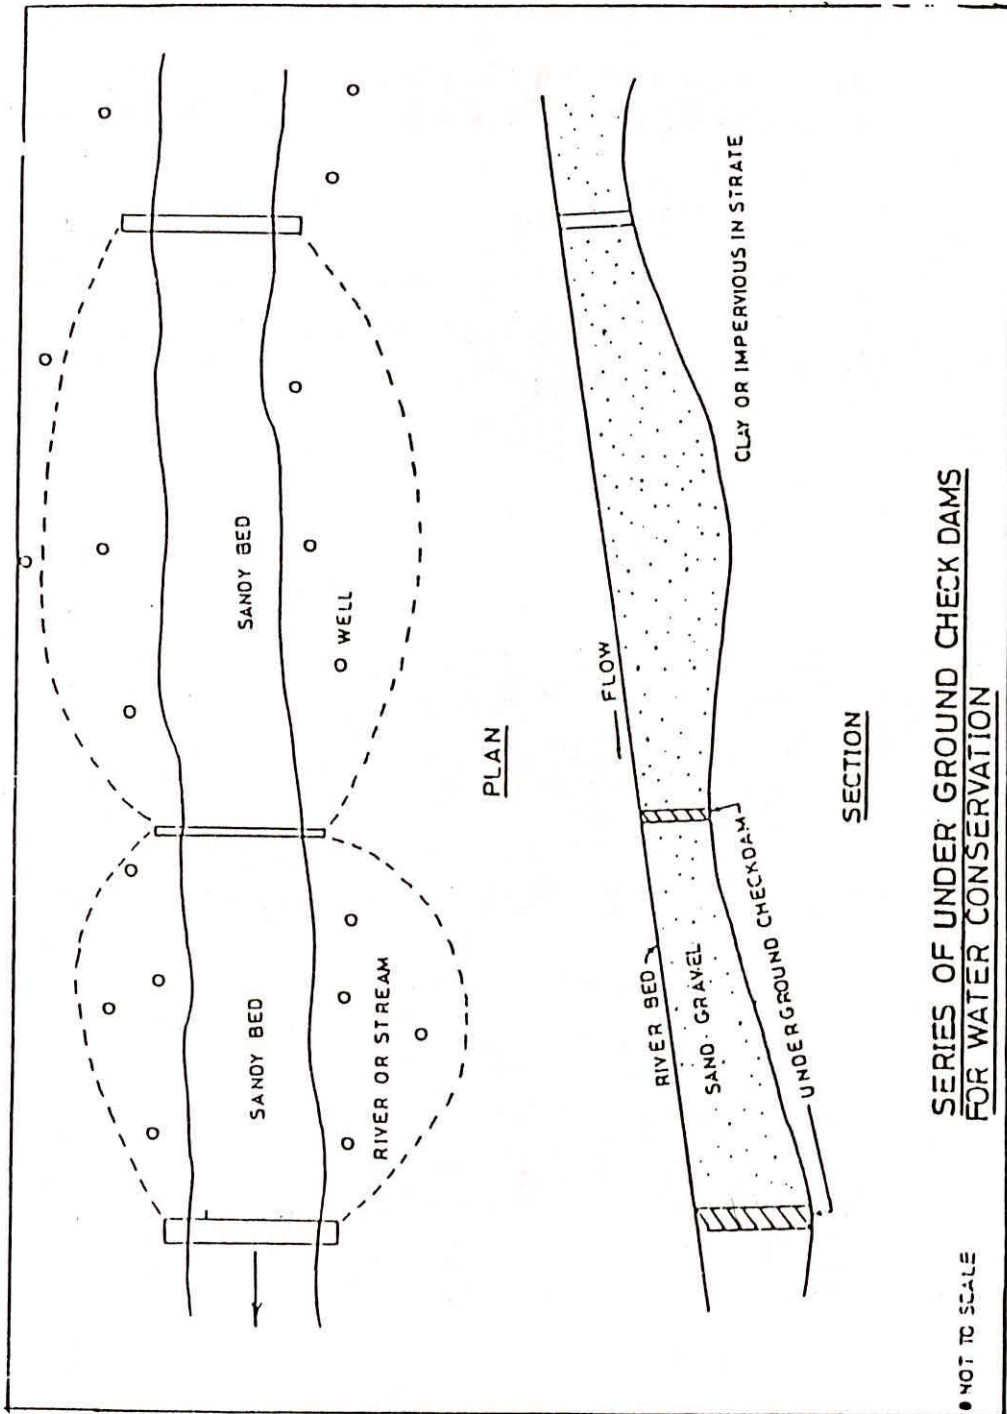 SANDY BED
SANDY BED
WELL
RIVER OR STREAM
PLAN
FLOW
RIVER BED
SAND GRAVEL
UNDERGROUND CHECKDAM
CLAY OR IMPERVIOUS IN STRATE
SECTION
SERIES OF UNDER GROUND CHECK DAMS
FOR WATER CONSERVATION
NOT TO SCALE